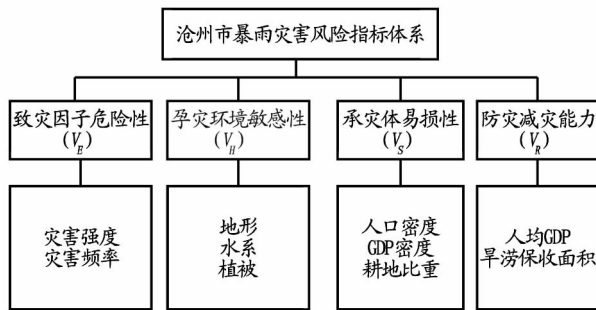 沧州市暴雨灾害风险指标体系
致灾因子危险性
(V_E)
孕灾环境敏感性
(V_H)
承灾体易损性
(V_S)
防灾减灾能力
(V_R)
灾害强度
灾害频率
地形
水系
植被
人口密度
GDP密度
耕地比重
人均GDP
旱涝保收面积